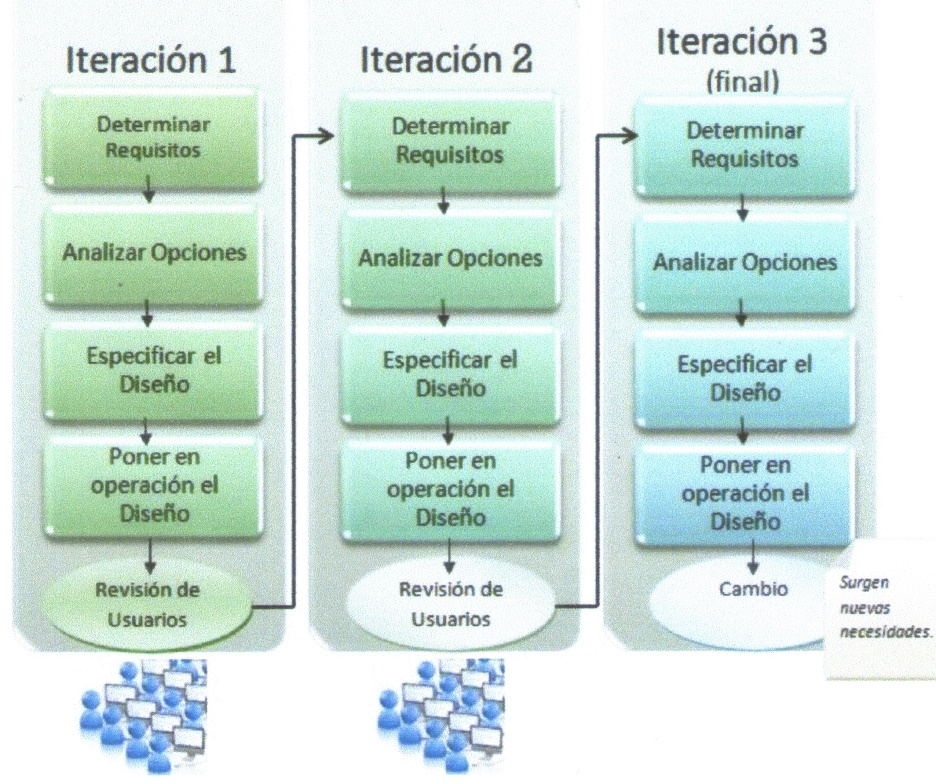 Iteración 1
Determinar
Requisitos
Analizar Opciones
Especificar el
Diseño
Poner en
operación el
Diseño
Revisión de
Usuarios
Iteración 2
Determinar
Requisitos
Analizar Opciones
Especificar el
Diseño
Poner en
operación el
Diseño
Revisión de
Usuarios
Iteración 3
(final)
Determinar
Requisitos
Analizar Opciones
Especificar el
Diseño
Poner en
operación el
Diseño
Cambio
Surgen
nuevas
necesidades.